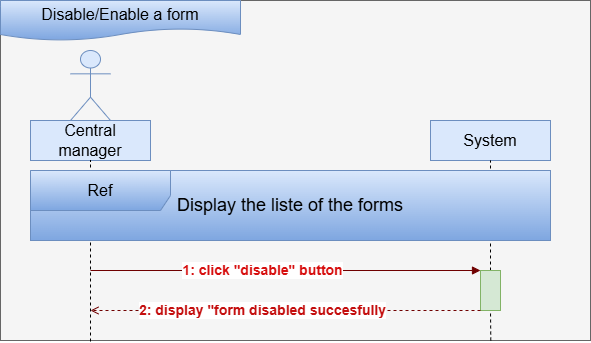 Disable/Enable a form
Central
manager
System
Ref
Display the liste of the forms
1: click "disable" button
2: display "form disabled succesfully